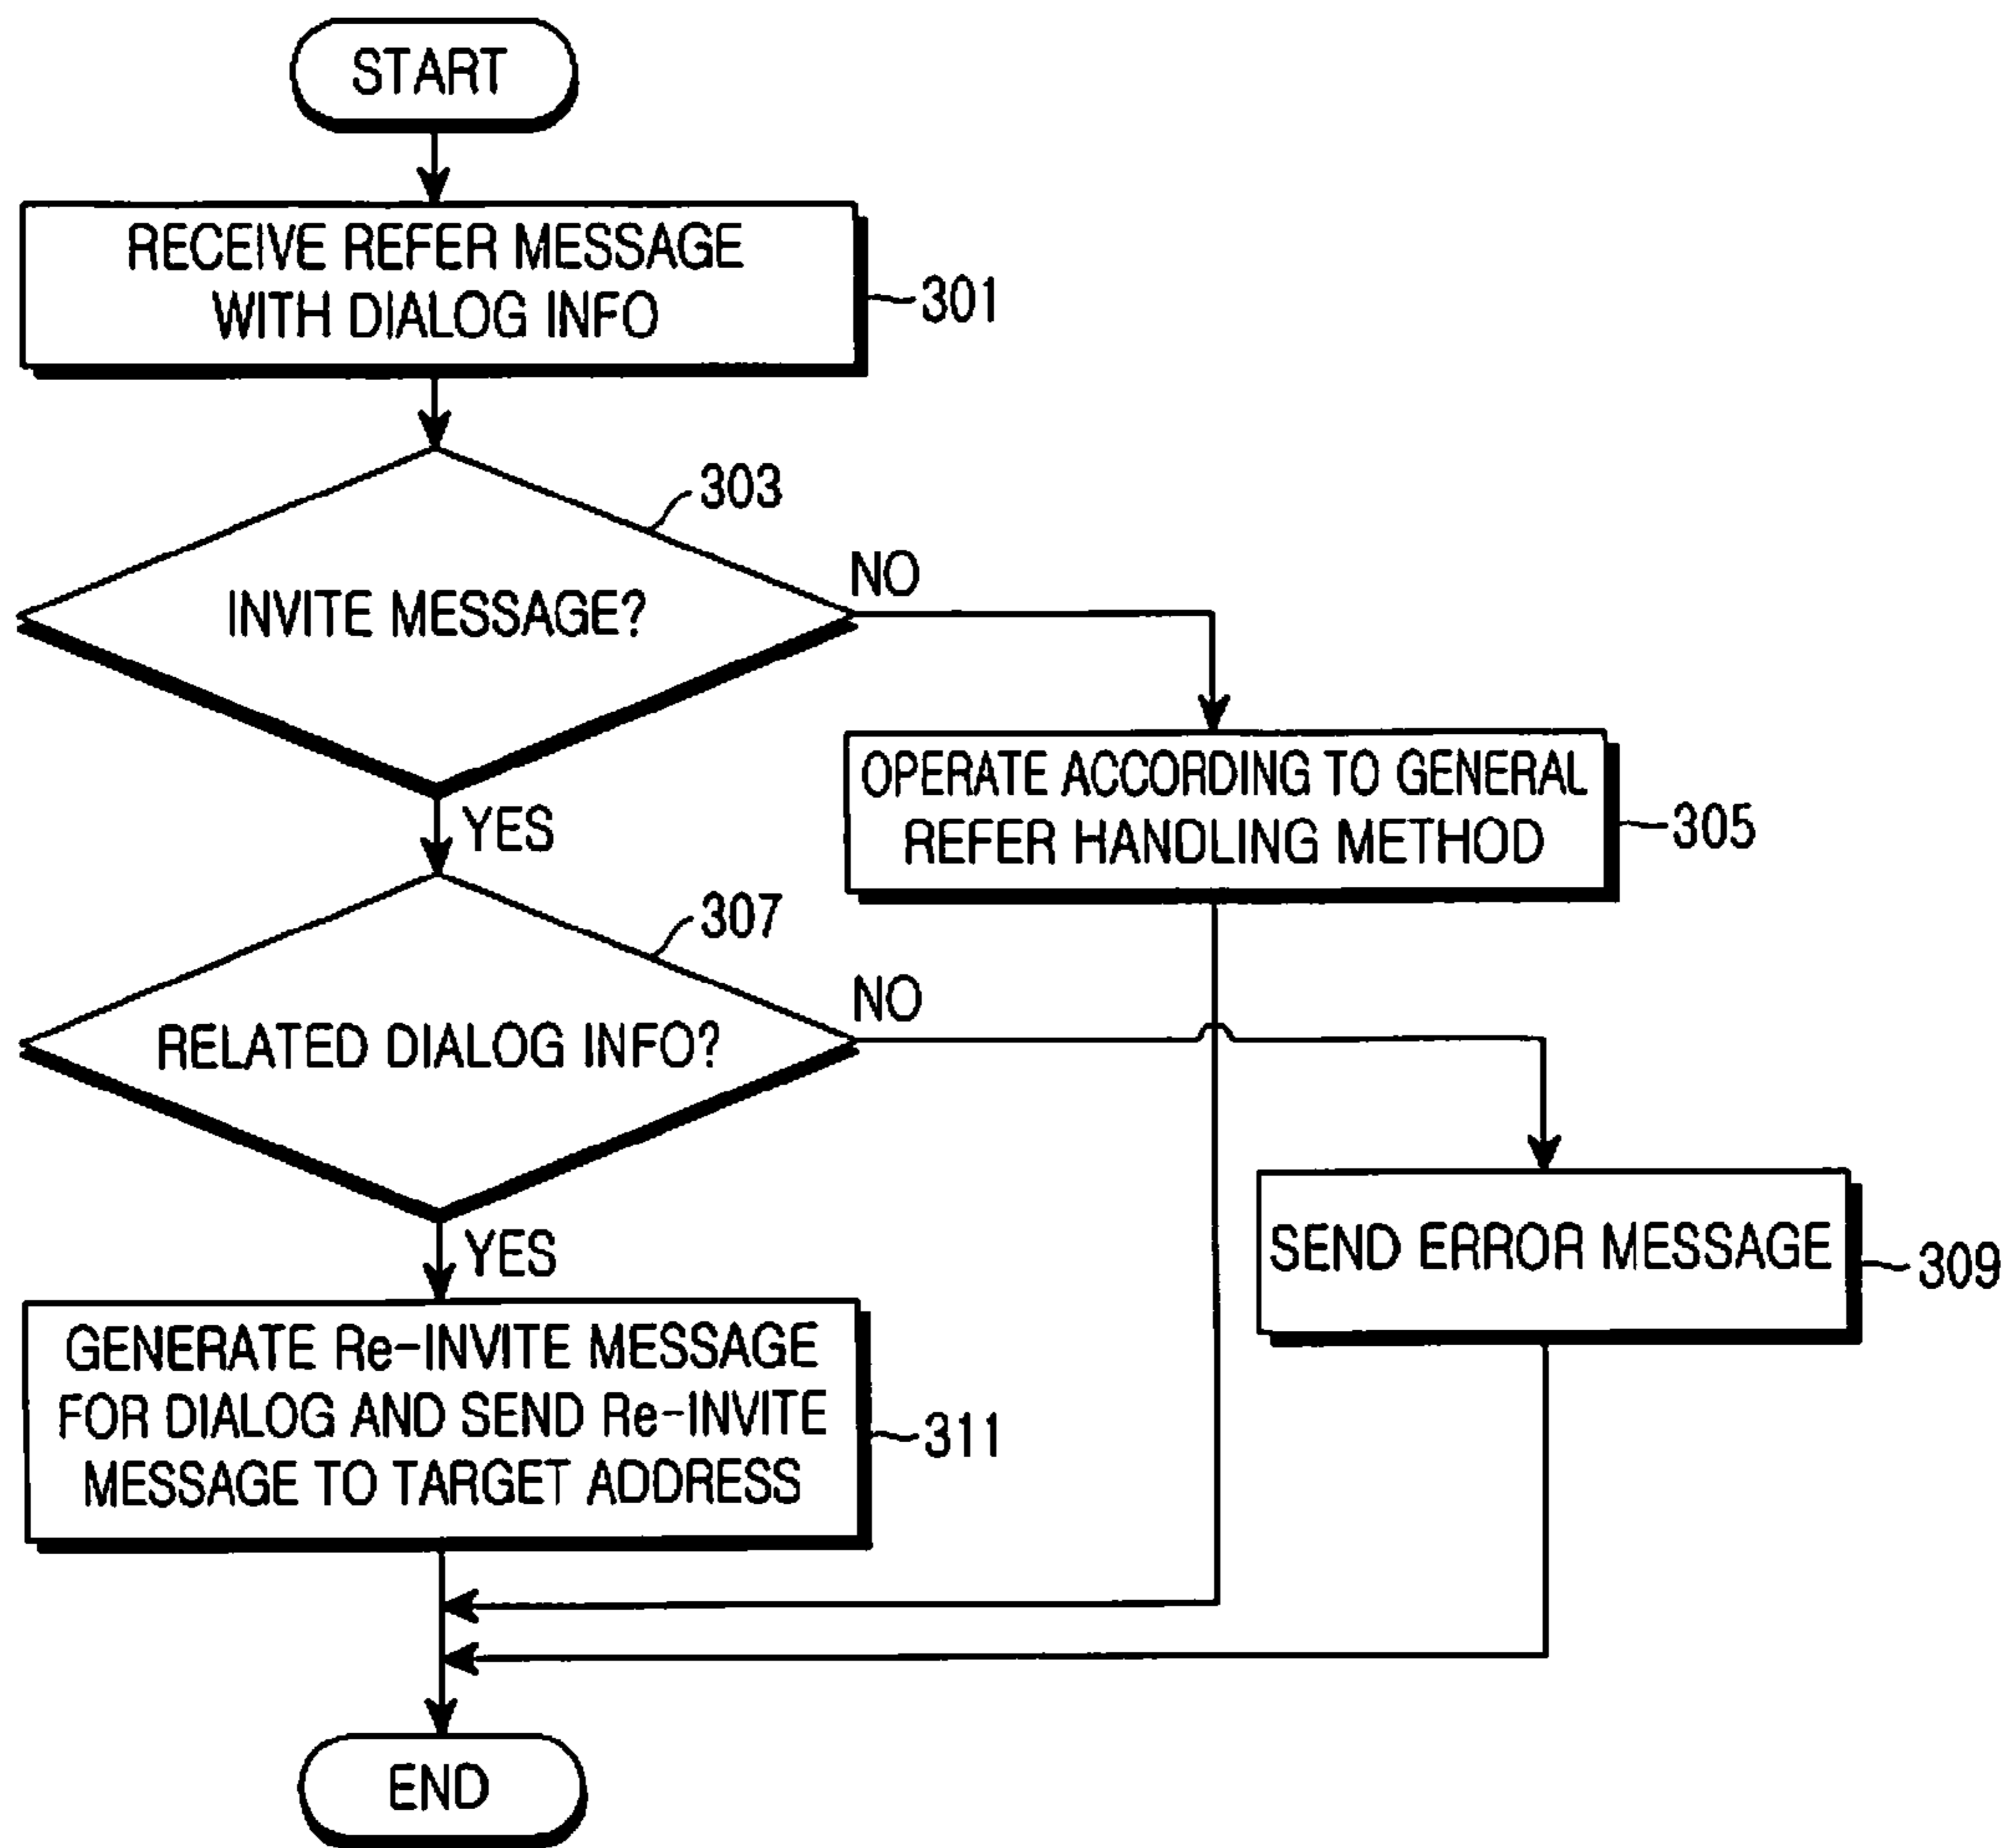 START
RECEIVE REFER MESSAGE
WITH DIALOG INFO
301
303
INVITE MESSAGE?
NO
YES
OPERATE ACCORDING TO GENERAL
REFER HANDLING METHOD
305
307
RELATED DIALOG INFO?
NO
YES
SEND ERROR MESSAGE
309
GENERATE Re-INVITE MESSAGE
FOR DIALOG AND SEND Re-INVITE
MESSAGE TO TARGET ADDRESS
311
END